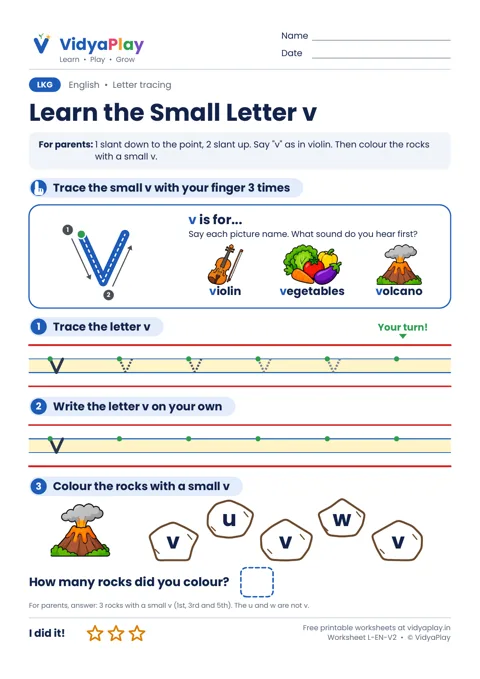 VidyaPlay
Learn • Play • Grow
Name
Date
LKG English • Letter tracing
Learn the Small Letter v
For parents: 1 slant down to the point, 2 slant up. Say "v" as in violin. Then colour the rocks
with a small v.
Trace the small v with your finger 3 times
1
2
v is for...
Say each picture name. What sound do you hear first?
violin vegetables volcano
1 Trace the letter v
Your turn!
v v v v v
2 Write the letter v on your own
v
3 Colour the rocks with a small v
v u v w v
How many rocks did you colour?
For parents, answer: 3 rocks with a small v (1st, 3rd and 5th). The u and w are not v.
I did it!
Free printable worksheets at vidyaplay.in
Worksheet L-EN-V2 • © VidyaPlay